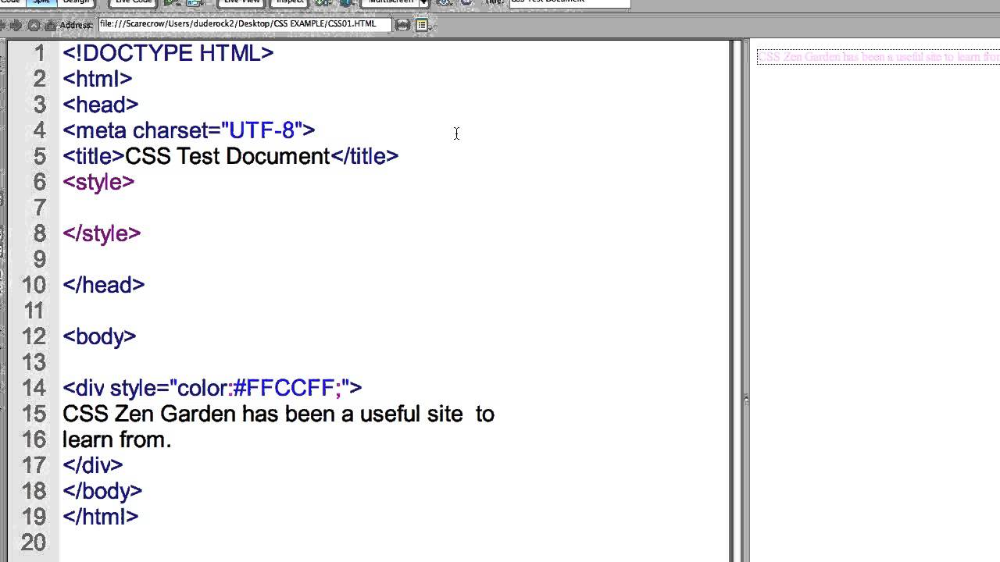 Code Split Design Live Code Live View Inspect Multiscreen Title: CSS Test Document
Address: file:///Scarecrow/Users/duderock2/Desktop/CSS EXAMPLE/CSS01.HTML
1 <!DOCTYPE HTML>
2 <html>
3 <head>
4 <meta charset="UTF-8">
5 <title>CSS Test Document</title>
6 <style>
7
8 </style>
9
10 </head>
11
12 <body>
13
14 <div style="color:#FFCCFF;">
15 CSS Zen Garden has been a useful site  to
16 learn from.
17 </div>
18 </body>
19 </html>
20
CSS Zen Garden has been a useful site to learn from